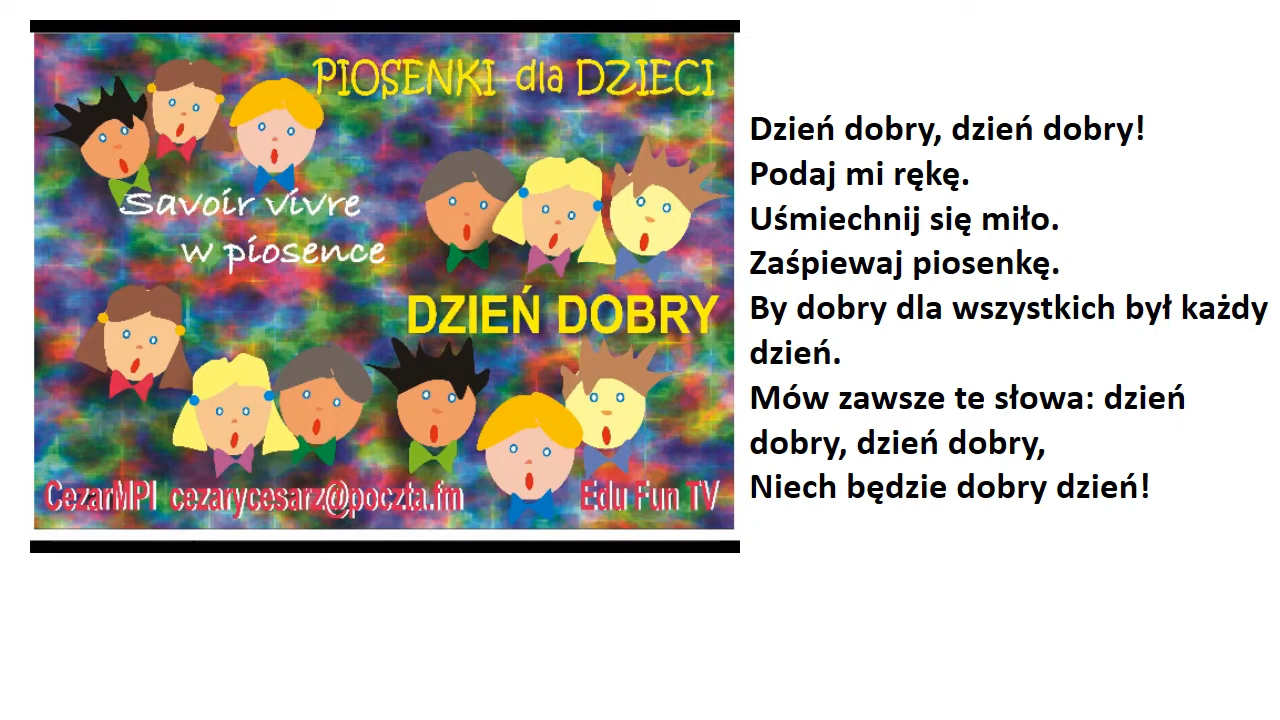 PIOSENKI dla DZIECI
Savoir vivre
w piosence
DZIEŃ DOBRY
CezarMPI cezarycesarz@poczta.fm
Edu Fun TV
Dzień dobry, dzień dobry!
Podaj mi rękę.
Uśmiechnij się miło.
Zaśpiewaj piosenkę.
By dobry dla wszystkich był każdy
dzień.
Mów zawsze te słowa: dzień
dobry, dzień dobry,
Niech będzie dobry dzień!